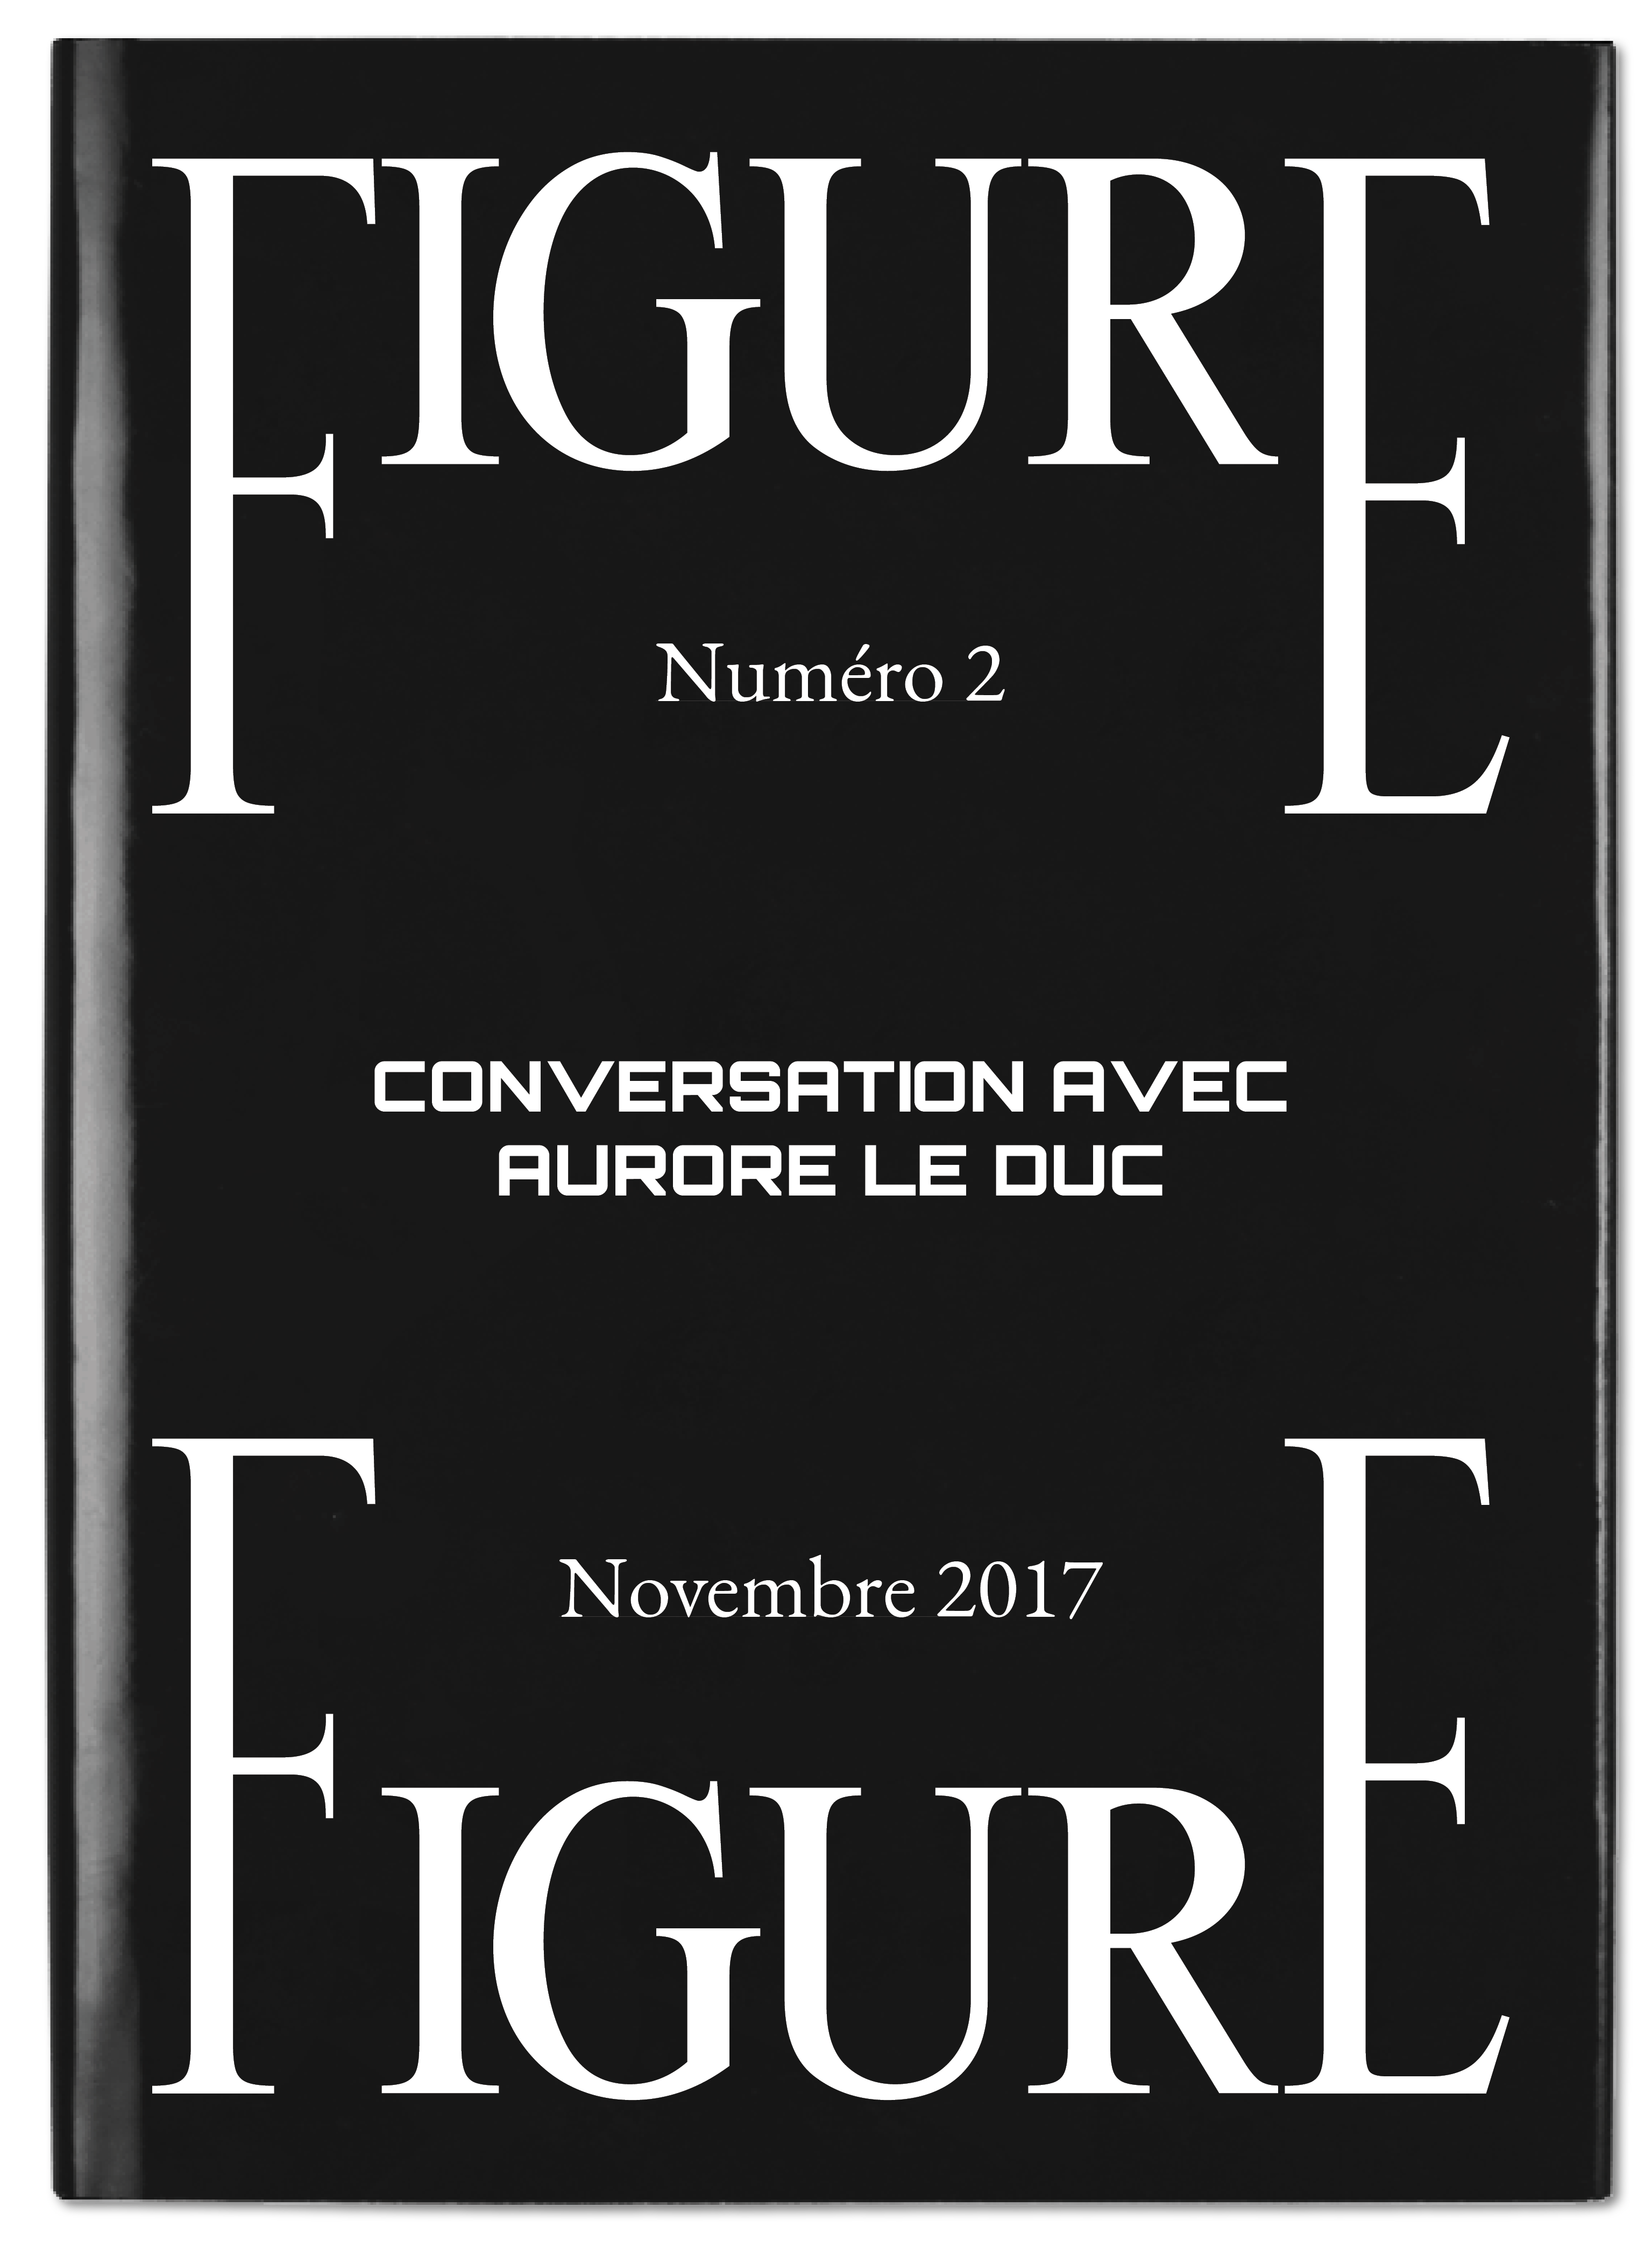 FIGURE
Numéro 2
CONVERSATION AVEC
AURORE LE DUC
Novembre 2017
FIGURE